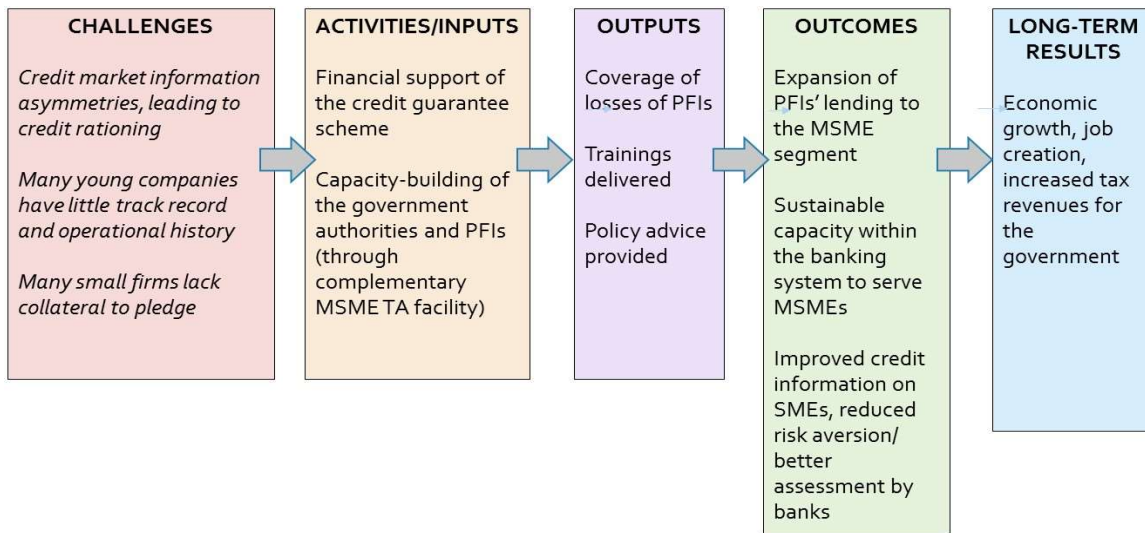 CHALLENGES
Credit market information
asymmetries, leading to
credit rationing
Many young companies
have little track record
and operational history
Many small firms lack
collateral to pledge
ACTIVITIES/INPUTS
Financial support of
the credit guarantee
scheme
Capacity-building of
the government
authorities and PFIs
(through
complementary
MSME TA facility)
OUTPUTS
Coverage of
losses of PFIs
Trainings
delivered
Policy advice
provided
OUTCOMES
Expansion of
PFIs’ lending to
the MSME
segment
Sustainable
capacity within
the banking
system to serve
MSMEs
Improved credit
information on
SMEs, reduced
risk aversion/
better
assessment by
banks
LONG-TERM
RESULTS
Economic
growth, job
creation,
increased tax
revenues for
the
government